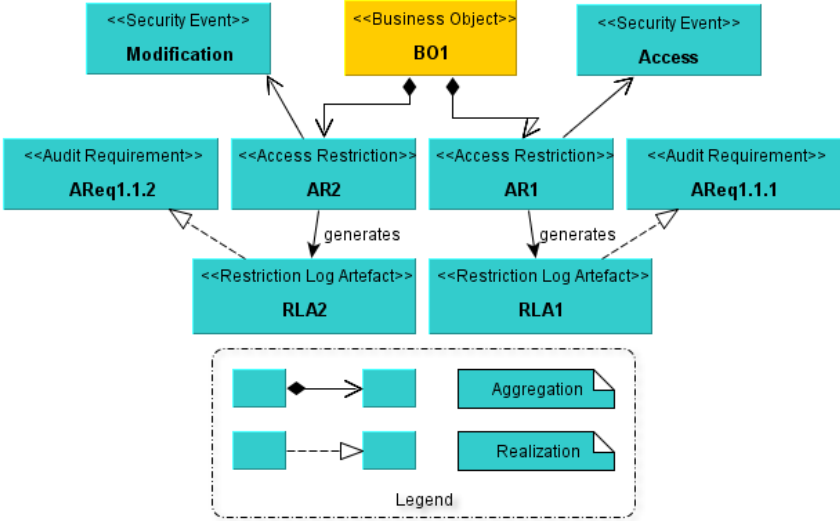 <<Security Event>>
Modification
<<Business Object>>
BO1
<<Security Event>>
Access
<<Audit Requirement>>
AReq1.1.2
<<Access Restriction>>
AR2
<<Access Restriction>>
AR1
<<Audit Requirement>>
AReq1.1.1
generates
generates
<<Restriction Log Artefact>>
RLA2
<<Restriction Log Artefact>>
RLA1
Aggregation
Realization
Legend